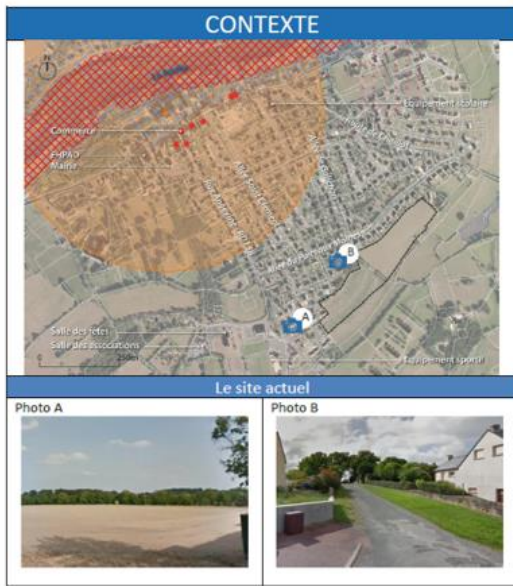 CONTEXTE
N
Equipement scolaire
Commerce
EHPAD
Mairie
Salle des fêtes
Salle des associations
Equipement sportif
A
B
Le site actuel
Photo A
Photo B